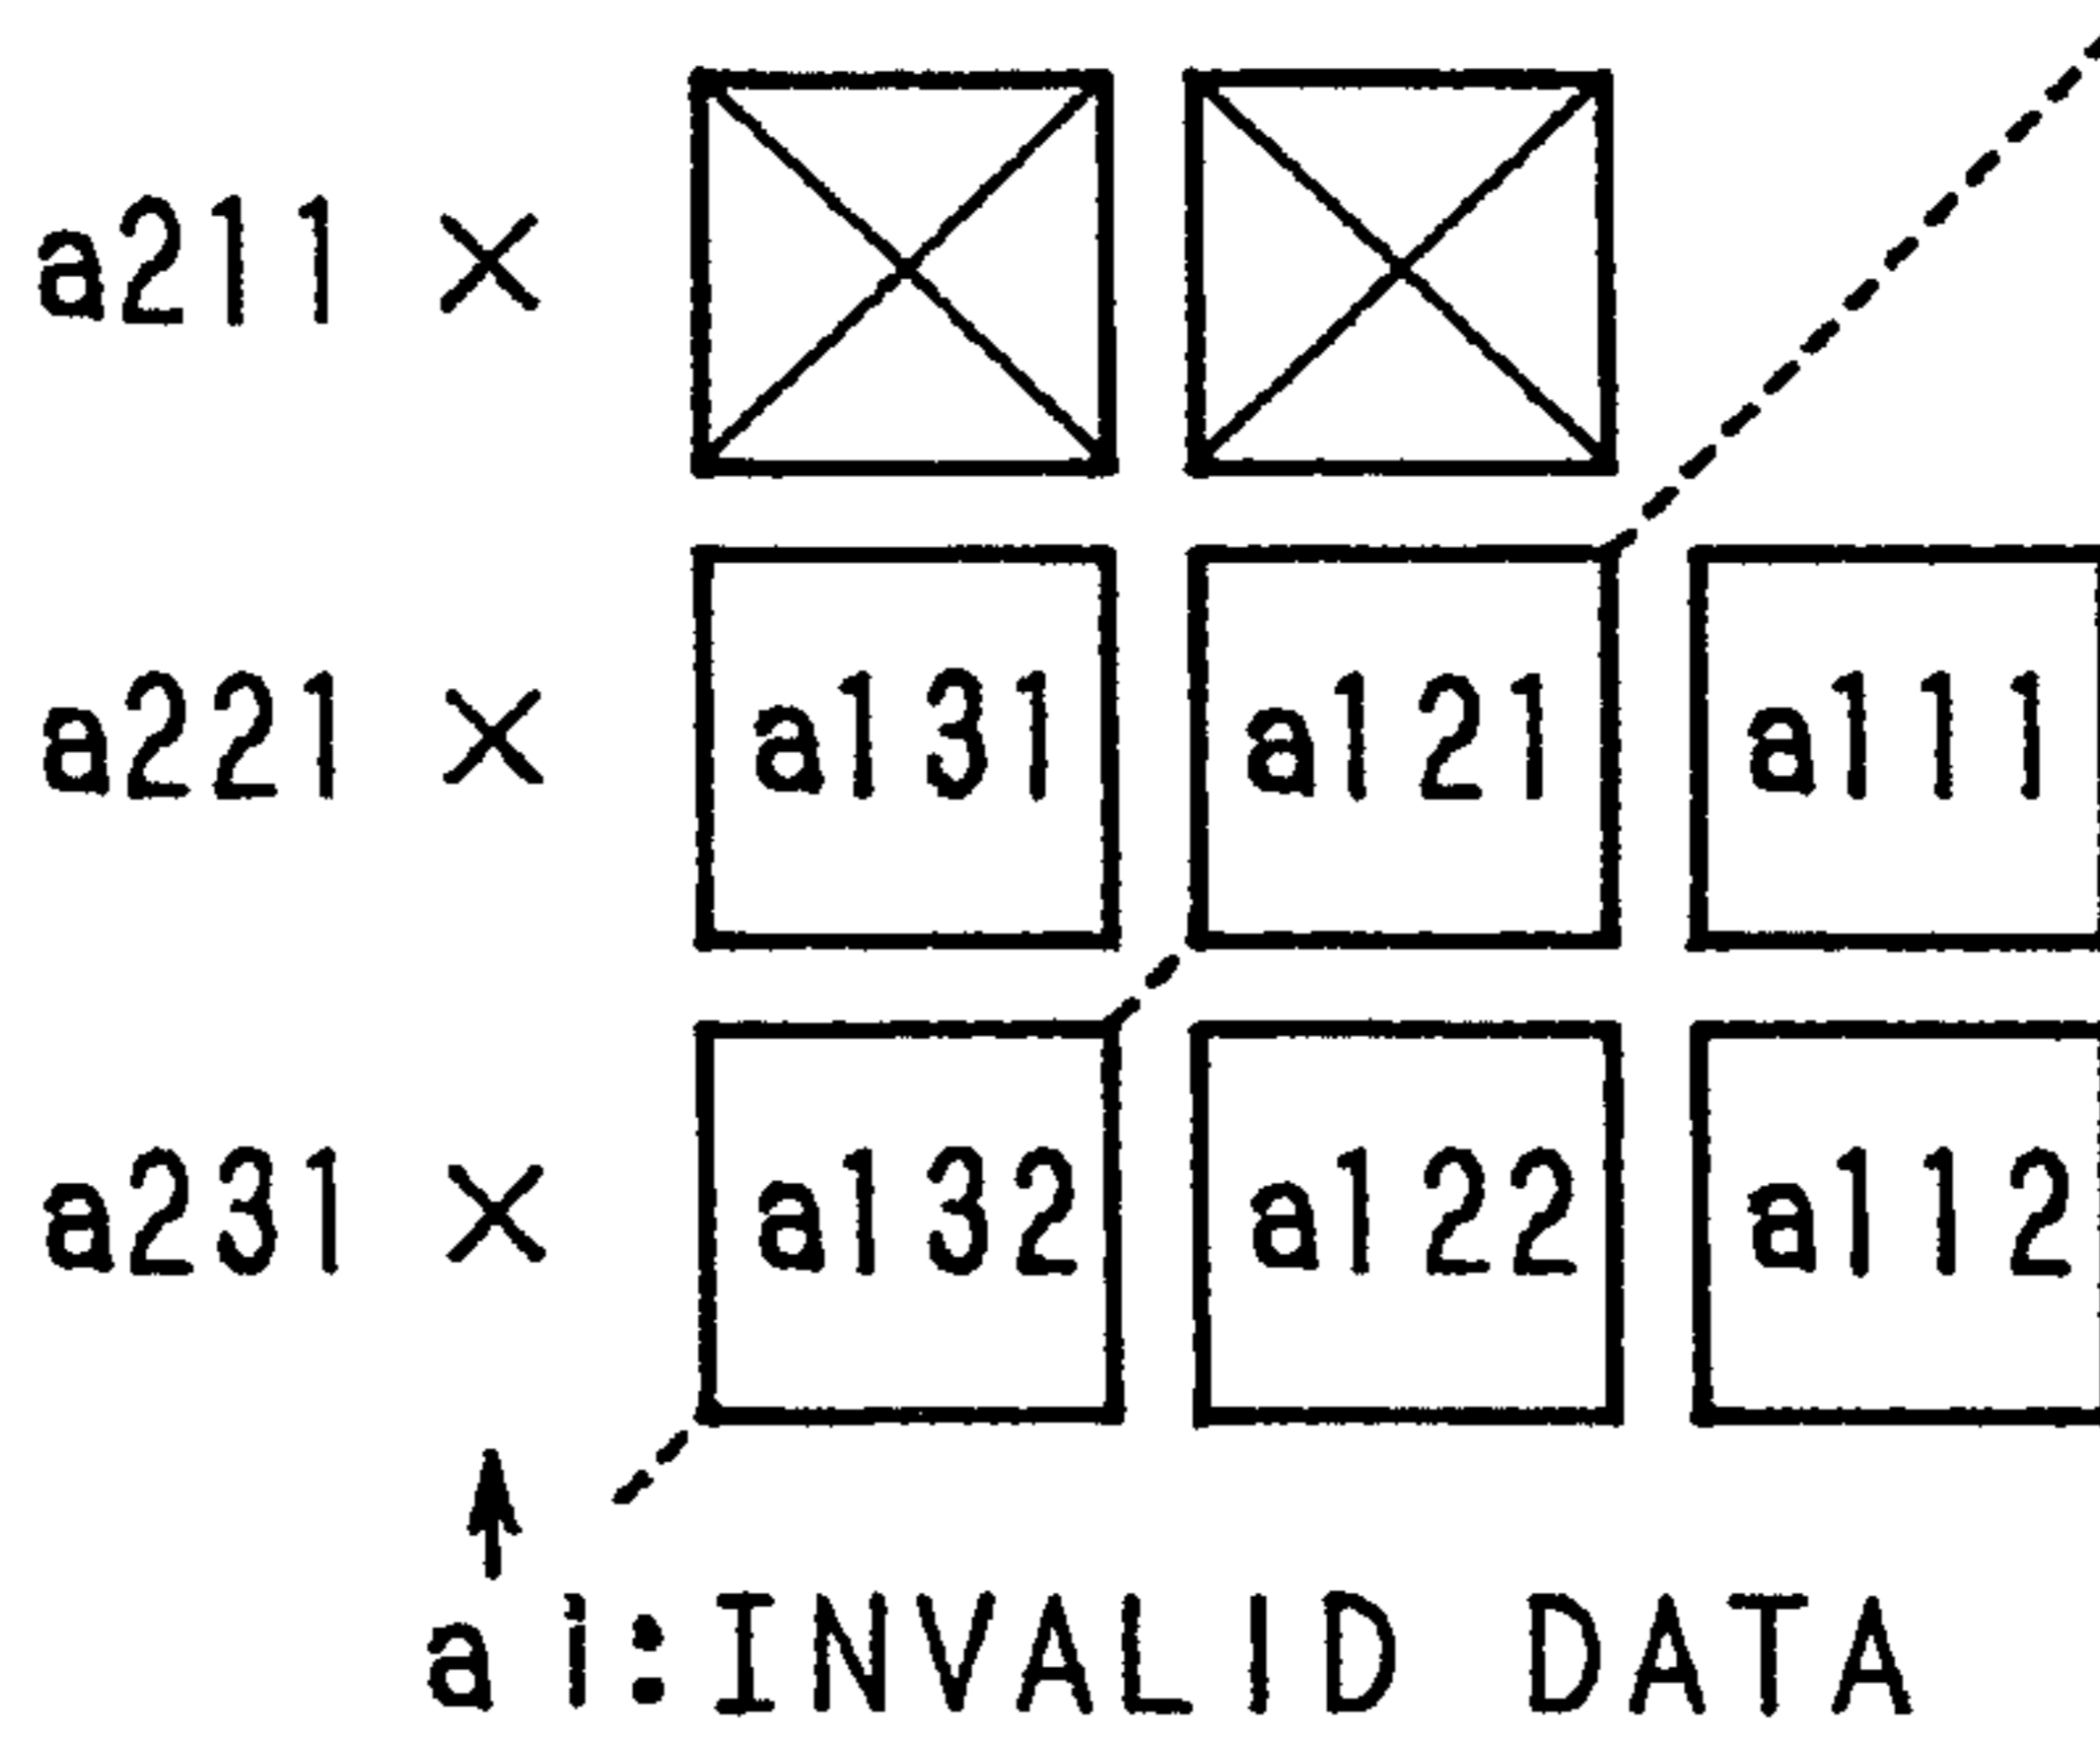 a211 ×
a221 × a131 a121 a111
a231 × a132 a122 a112
ai:INVALID DATA